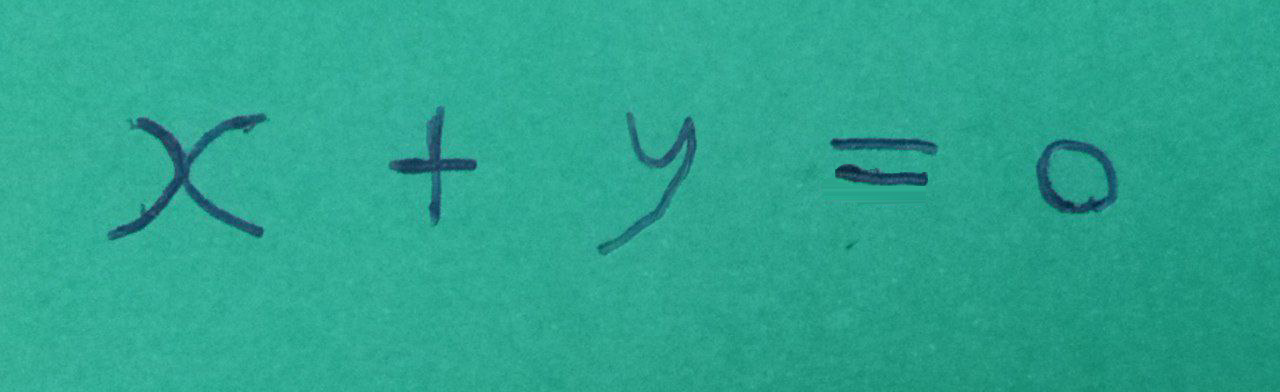 x + y = 0